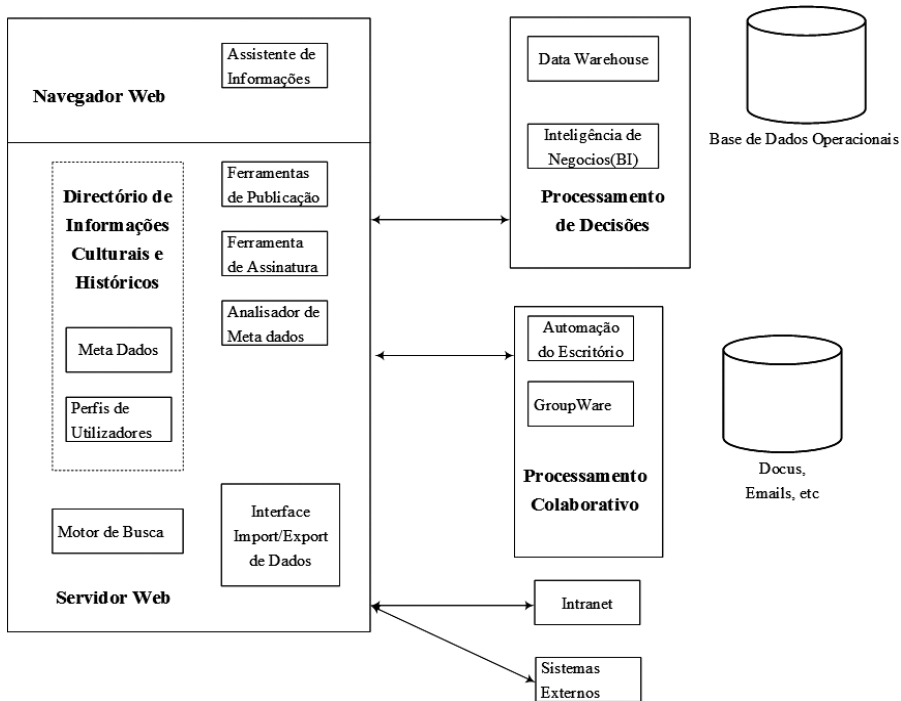 Assistente de
Informações
Navegador Web
Directório de
Informações
Culturais e
Históricos
Meta Dados
Perfis de
Utilizadores
Motor de Busca
Servidor Web
Ferramentas
de Publicação
Ferramenta
de Assinatura
Analisador de
Meta dados
Interface
Import/Export
de Dados
Data Warehouse
Inteligência de
Negocios(BI)
Processamento
de Decisões
Base de Dados Operacionais
Automação
do Escritório
GroupWare
Processamento
Colaborativo
Docus,
Emails, etc
Intranet
Sistemas
Externos